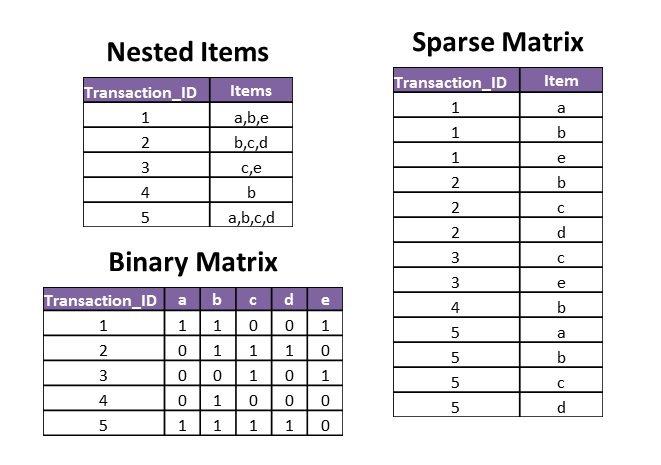 Nested Items
Transaction_ID Items
1 a,b,e
2 b,c,d
3 c,e
4 b
5 a,b,c,d
Binary Matrix
Transaction_ID a b c d e
1 1 1 0 0 1
2 0 1 1 1 0
3 0 0 1 0 1
4 0 1 0 0 0
5 1 1 1 1 0
Sparse Matrix
Transaction_ID Item
1 a
1 b
1 e
2 b
2 c
2 d
3 c
3 e
4 b
5 a
5 b
5 c
5 d